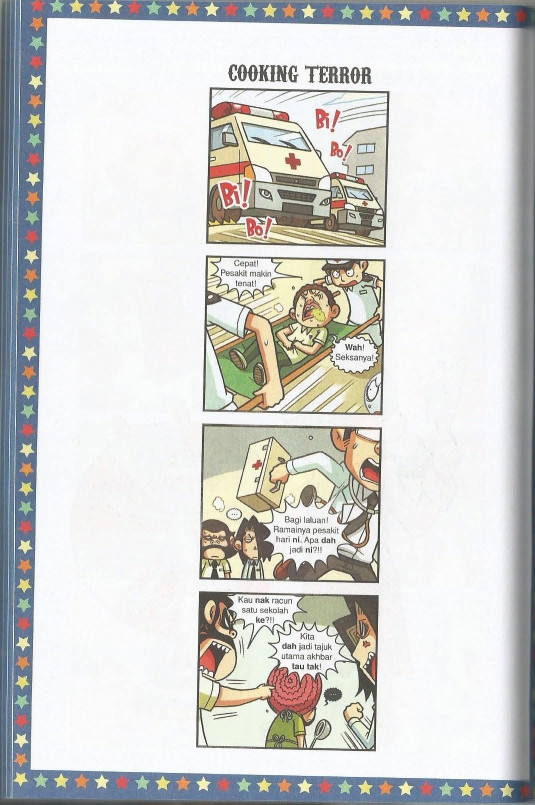 COOKING TERROR
Bi!
Bo!
Bi!
Bo!
Cepat!
Pesakit makin
tenat!
Wah!
Seksanya!
...
Bagi laluan!
Ramainya pesakit
hari ni. Apa dah
jadi ni?!!
Kau nak racun
satu sekolah
ke?!!
Kita
dah jadi tajuk
utama akhbar
tau tak!